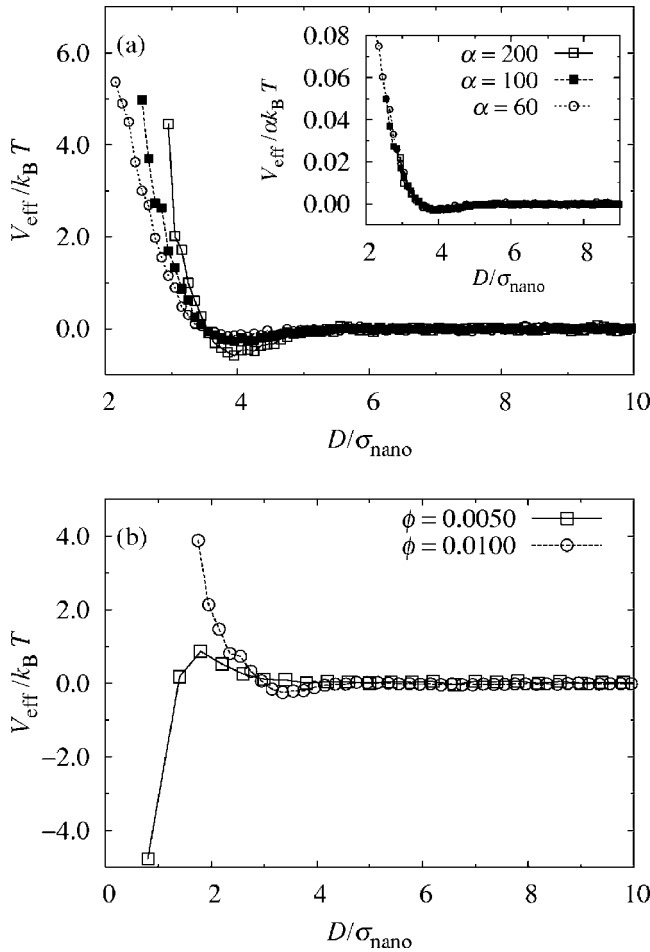 (a)
6.0
4.0
2.0
0.0
V_eff / k_B T
2 4 6 8 10
D/σ_nano
α = 200
α = 100
α = 60
0.08
0.06
0.04
0.02
0.00
V_eff / αk_B T
2 4 6 8
D/σ_nano
(b)
ϕ = 0.0050
ϕ = 0.0100
4.0
2.0
0.0
−2.0
−4.0
V_eff / k_B T
0 2 4 6 8 10
D/σ_nano